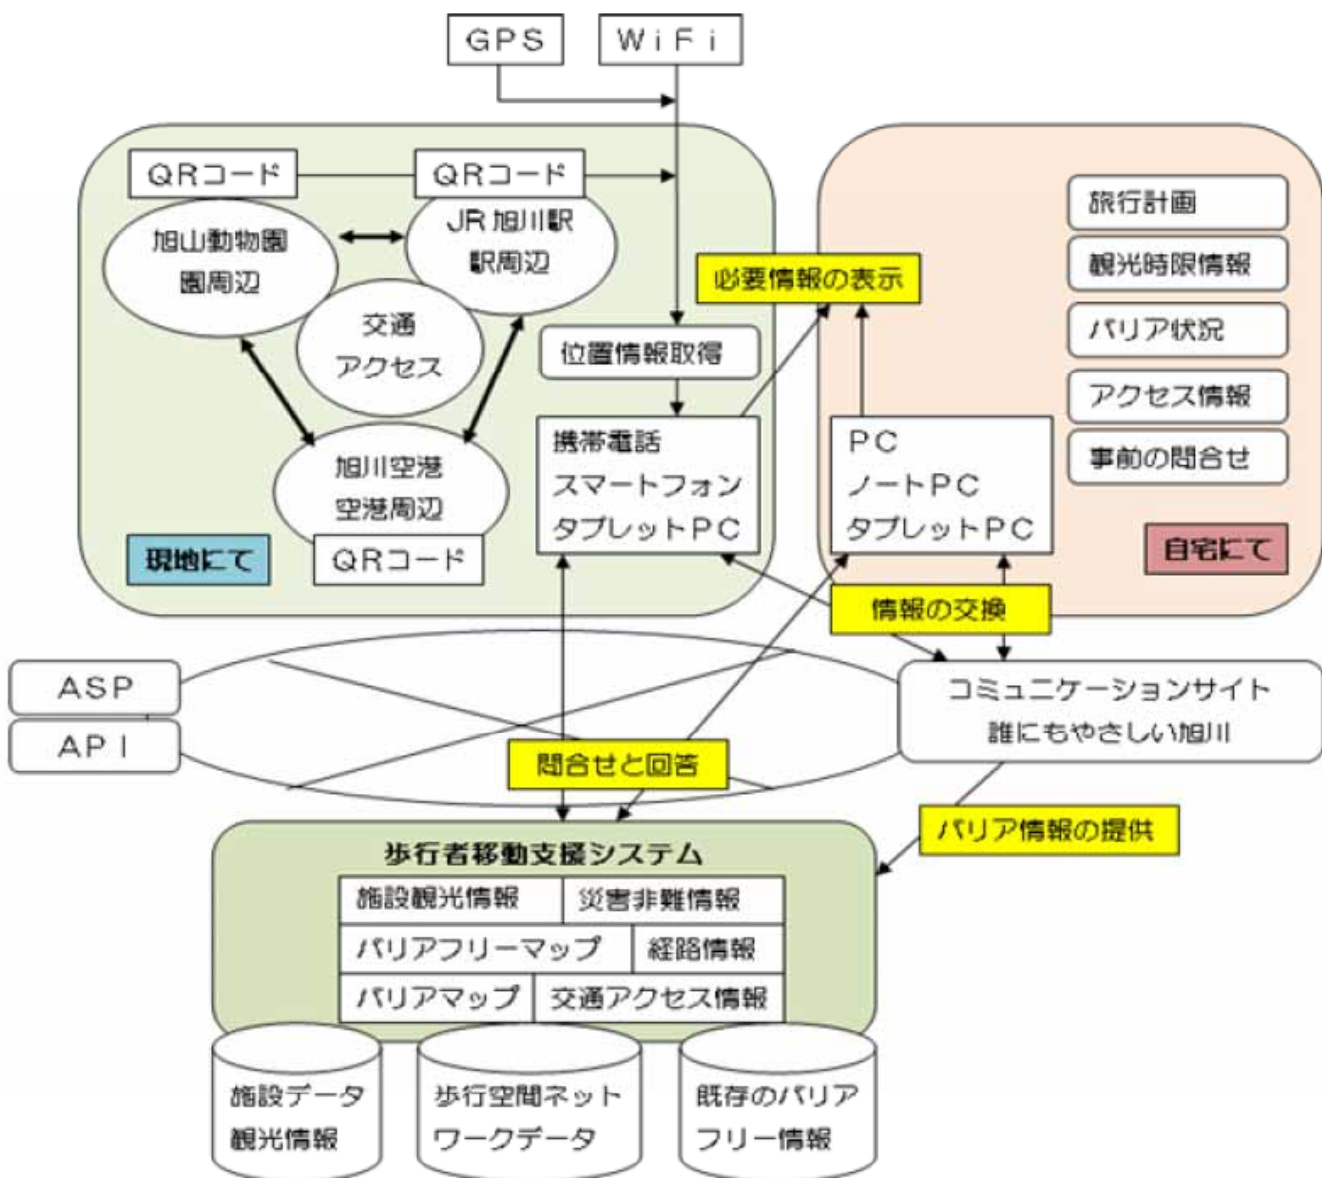 GPS
WiFi
QRコード
QRコード
旭山動物園
園周辺
JR旭川駅
駅周辺
交通
アクセス
旭川空港
空港周辺
QRコード
現地にて
位置情報取得
携帯電話
スマートフォン
タブレットPC
必要情報の表示
旅行計画
観光時限情報
バリア状況
アクセス情報
事前の問合せ
PC
ノートPC
タブレットPC
自宅にて
情報の交換
ASP
API
コミュニケーションサイト
誰にもやさしい旭川
問合せと回答
バリア情報の提供
歩行者移動支援システム
施設観光情報
災害非難情報
バリアフリーマップ
経路情報
バリアマップ
交通アクセス情報
施設データ
観光情報
歩行空間ネット
ワークデータ
既存のバリア
フリー情報